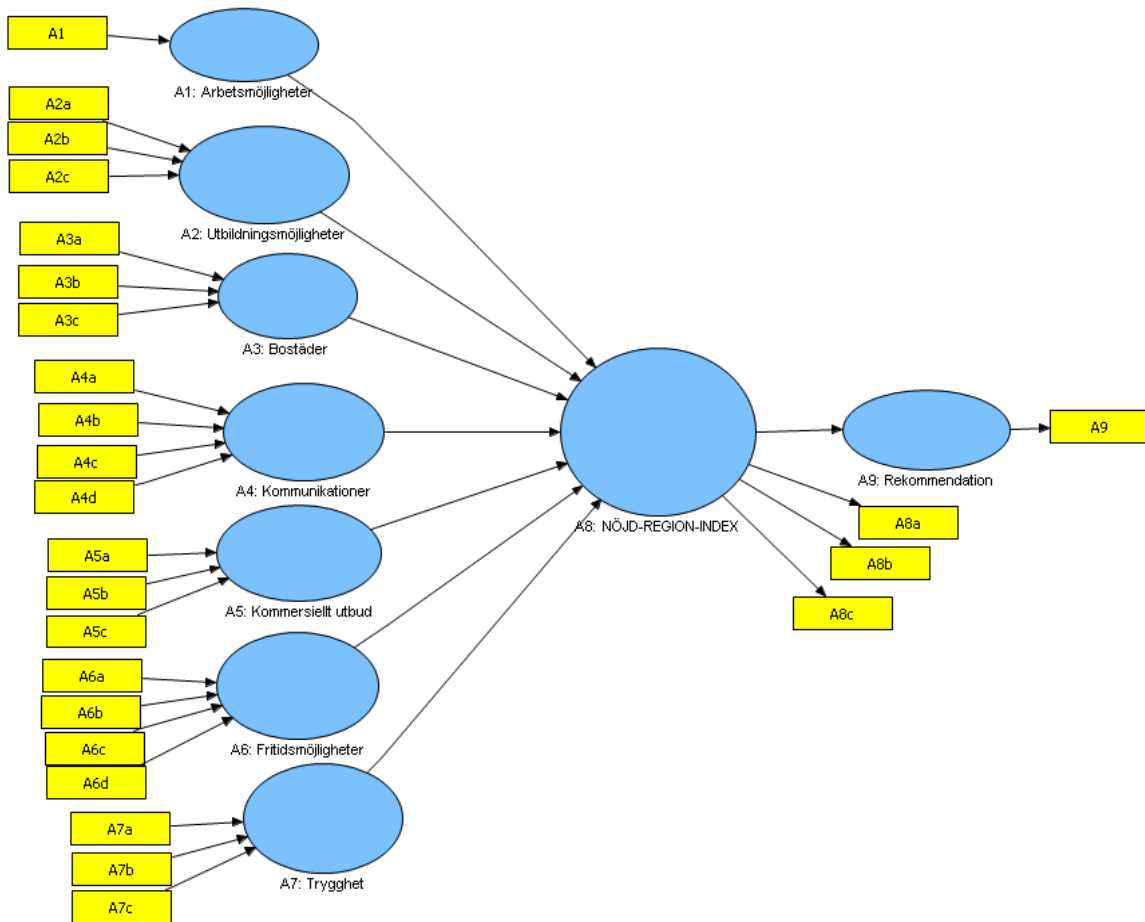 A1
A1: Arbetsmöjligheter
A2a
A2b
A2c
A2: Utbildningsmöjligheter
A3a
A3b
A3c
A3: Bostäder
A4a
A4b
A4c
A4d
A4: Kommunikationer
A5a
A5b
A5c
A5: Kommersiellt utbud
A6a
A6b
A6c
A6d
A6: Fritidsmöjligheter
A7a
A7b
A7c
A7: Trygghet
A8: NÖJD-REGION-INDEX
A9: Rekommendation
A9
A8a
A8b
A8c